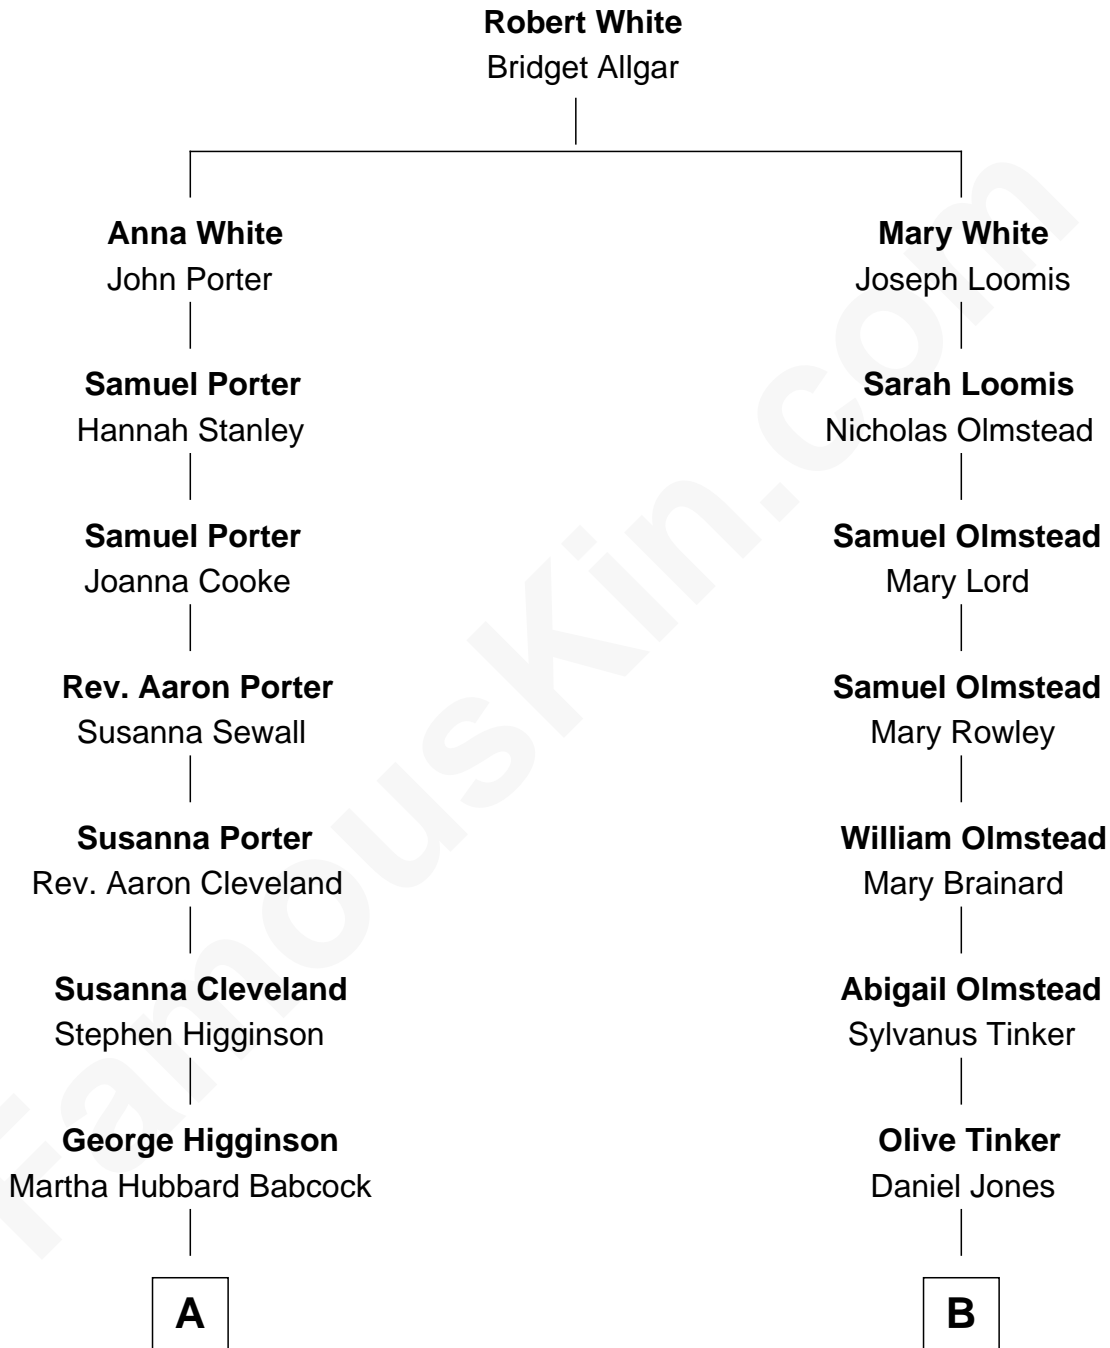 Robert White
Bridget Allgar
Anna White
John Porter
Mary White
Joseph Loomis
Samuel Porter
Hannah Stanley
Sarah Loomis
Nicholas Olmstead
Samuel Porter
Joanna Cooke
Samuel Olmstead
Mary Lord
Rev. Aaron Porter
Susanna Sewall
Samuel Olmstead
Mary Rowley
Susanna Porter
Rev. Aaron Cleveland
William Olmstead
Mary Brainard
Susanna Cleveland
Stephen Higginson
Abigail Olmstead
Sylvanus Tinker
George Higginson
Martha Hubbard Babcock
Olive Tinker
Daniel Jones
A
B
FamousKin.com